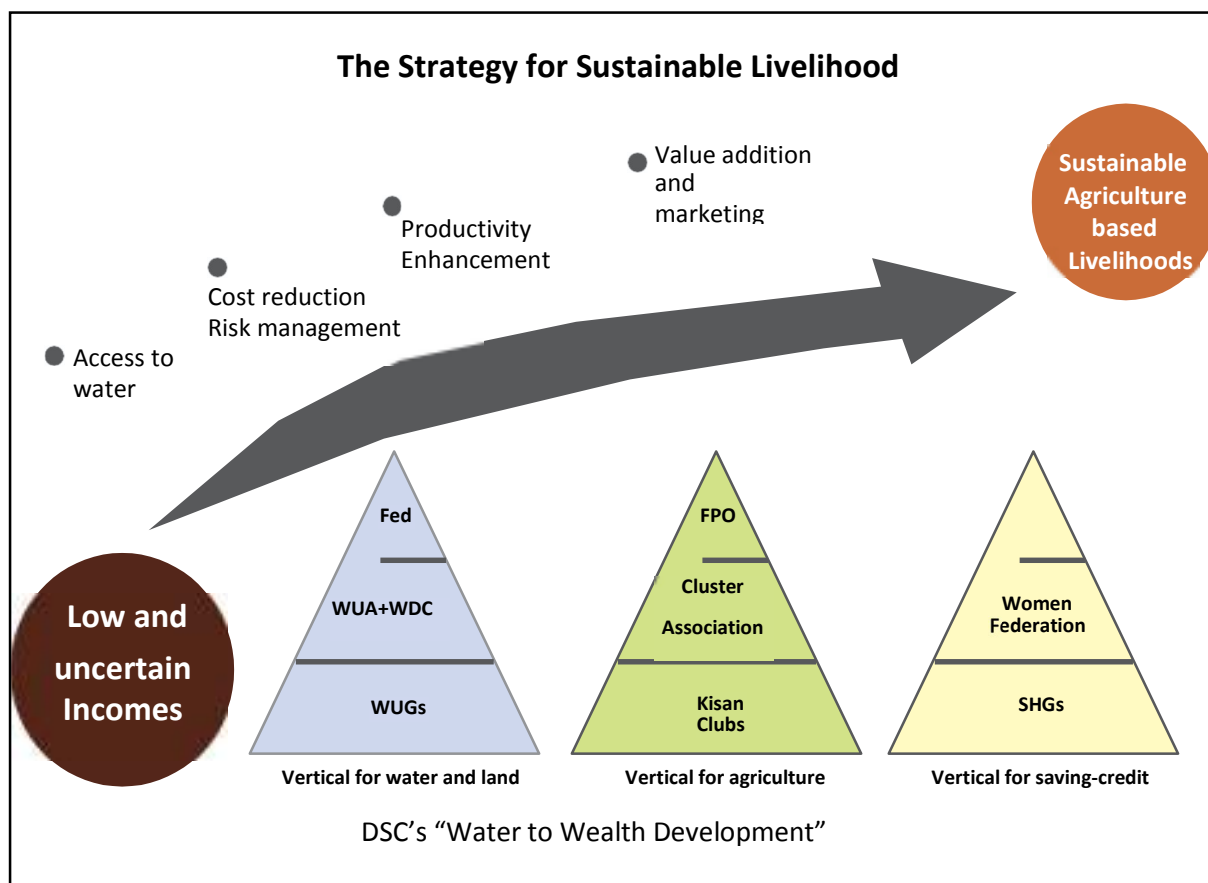 The Strategy for Sustainable Livelihood
Value addition
and
marketing
Sustainable
Agriculture
based
Livelihoods
Productivity
Enhancement
Cost reduction
Risk management
Access to
water
Low and
uncertain
Incomes
Fed
WUA+WDC
WUGs
Vertical for water and land
FPO
Cluster
Association
Kisan
Clubs
Vertical for agriculture
Women
Federation
SHGs
Vertical for saving-credit
DSC’s “Water to Wealth Development”